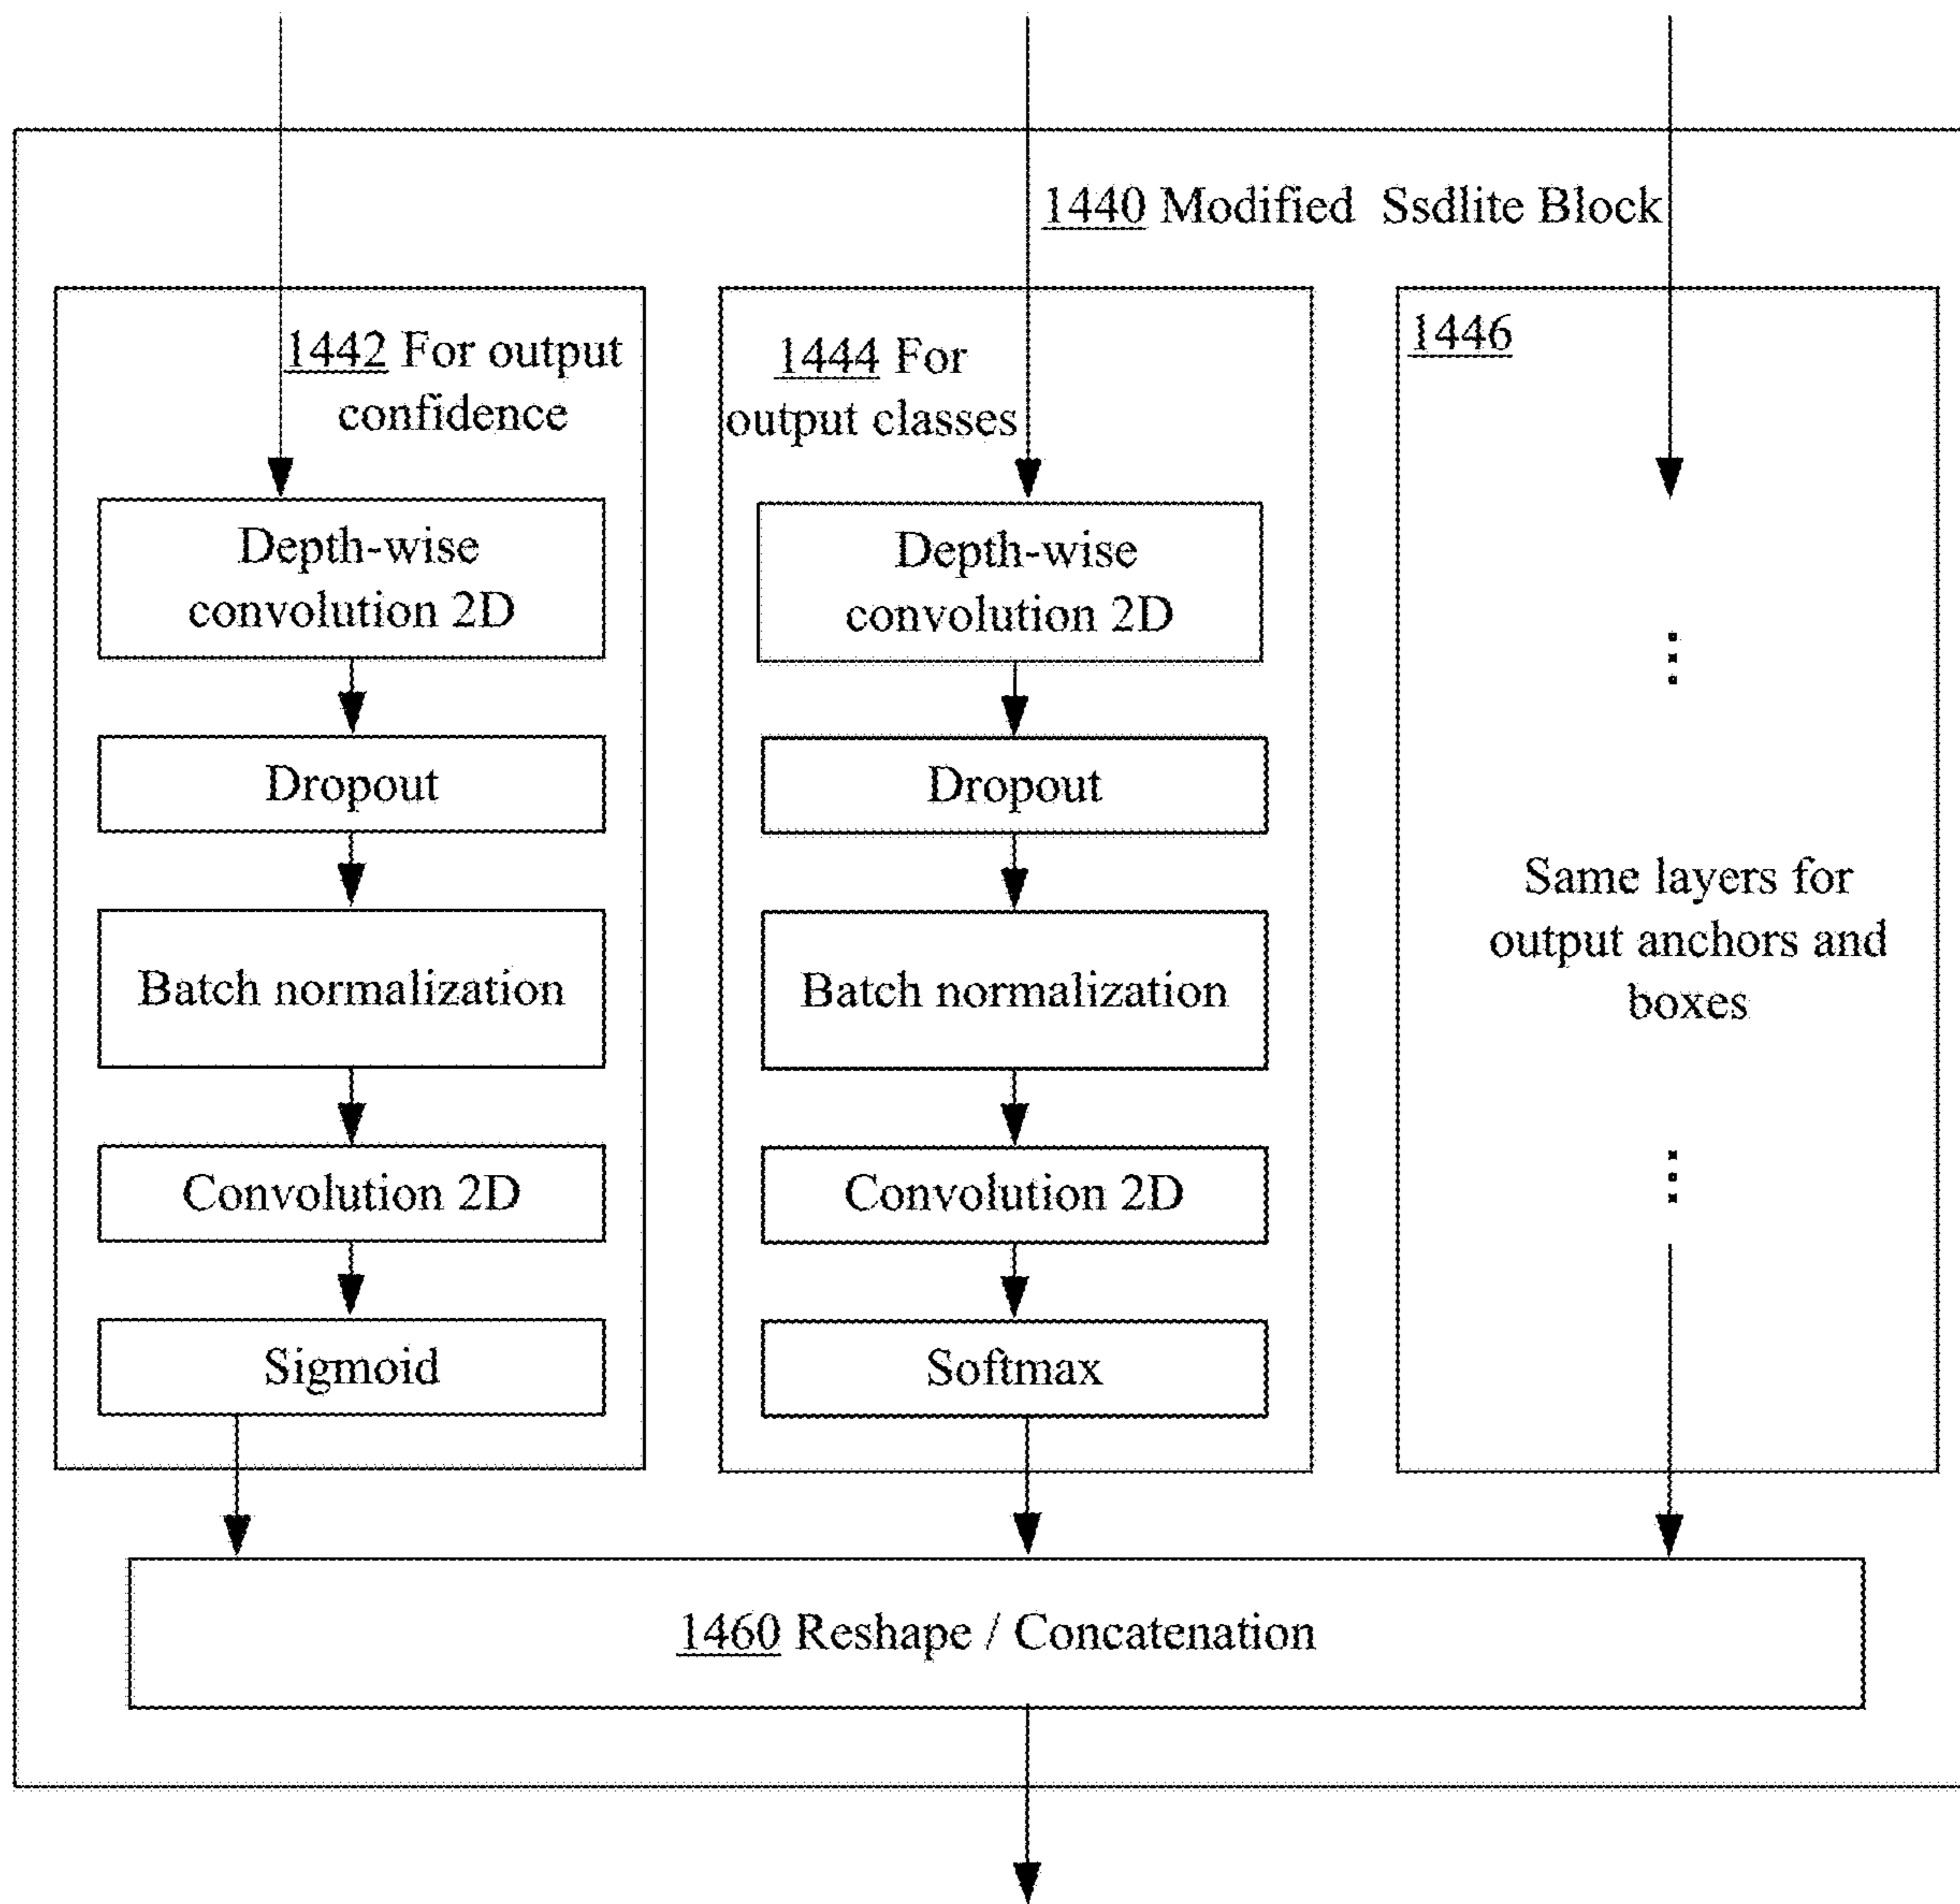 1440 Modified Ssdlite Block
1442 For output
confidence
Depth-wise
convolution 2D
Dropout
Batch normalization
Convolution 2D
Sigmoid
1444 For
output classes
Depth-wise
convolution 2D
Dropout
Batch normalization
Convolution 2D
Softmax
1446
Same layers for
output anchors and
boxes
1460 Reshape / Concatenation